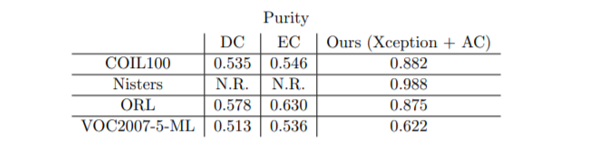 Purity
DC EC Ours (Xception + AC)
COIL100 0.535 0.546 0.882
Nisters N.R. N.R. 0.988
ORL 0.578 0.630 0.875
VOC2007-5-ML 0.513 0.536 0.622